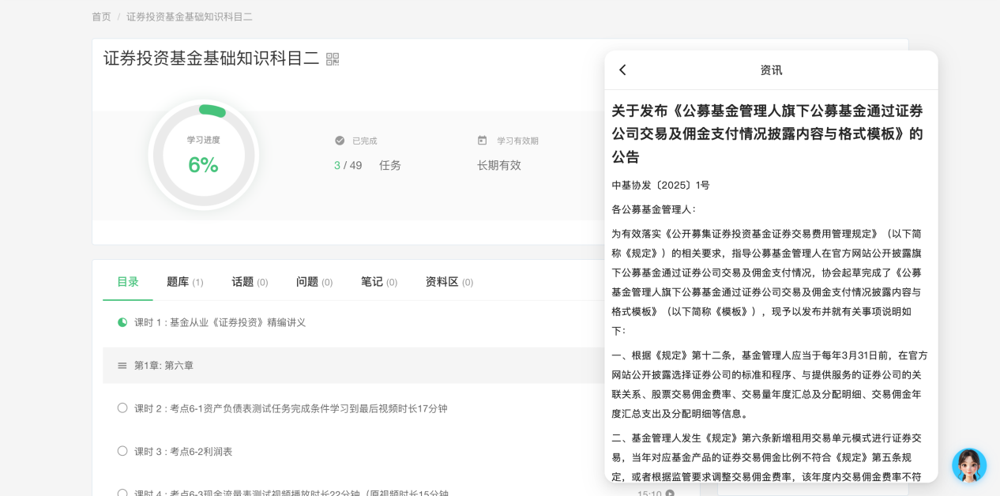 首页 / 证券投资基金基础知识科目二
证券投资基金基础知识科目二
学习进度
6%
已完成
3 / 49 任务
学习有效期
长期有效
目录 题库 (1) 话题 (0) 问题 (0) 笔记 (0) 资料区 (0)
课时 1 : 基金从业《证券投资》精编讲义
第1章: 第六章
课时 2 : 考点6-1资产负债表测试任务完成条件学习到最后视频时长17分钟
课时 3 : 考点6-2利润表
课时 4 : 考点6-3现金流量表测试视频播放时长22分钟（原视频时长15分钟
15:10
资讯
关于发布《公募基金管理人旗下公募基金通过证券
公司交易及佣金支付情况披露内容与格式模板》的
公告
中基协发〔2025〕1号
各公募基金管理人：
为有效落实《公开募集证券投资基金证券交易费用管理规定》（以下简
称《规定》）的相关要求，指导公募基金管理人在官方网站公开披露旗
下公募基金通过证券公司交易及佣金支付情况，协会起草完成了《公募
基金管理人旗下公募基金通过证券公司交易及佣金支付情况披露内容与
格式模板》（以下简称《模板》），现予以发布并就有关事项说明如
下：
一、根据《规定》第十二条，基金管理人应当于每年3月31日前，在官方
网站公开披露选择证券公司的标准和程序、与提供服务的证券公司的关
联关系、股票交易佣金费率、交易量年度汇总及分配明细、交易佣金年
度汇总支出及分配明细等信息。
二、基金管理人发生《规定》第六条新增租用交易单元模式进行证券交
易，当年对应基金产品的证券交易佣金比例不符合《规定》第五条规
定，或者根据监管要求调整交易佣金费率，该年度内交易佣金费率不符